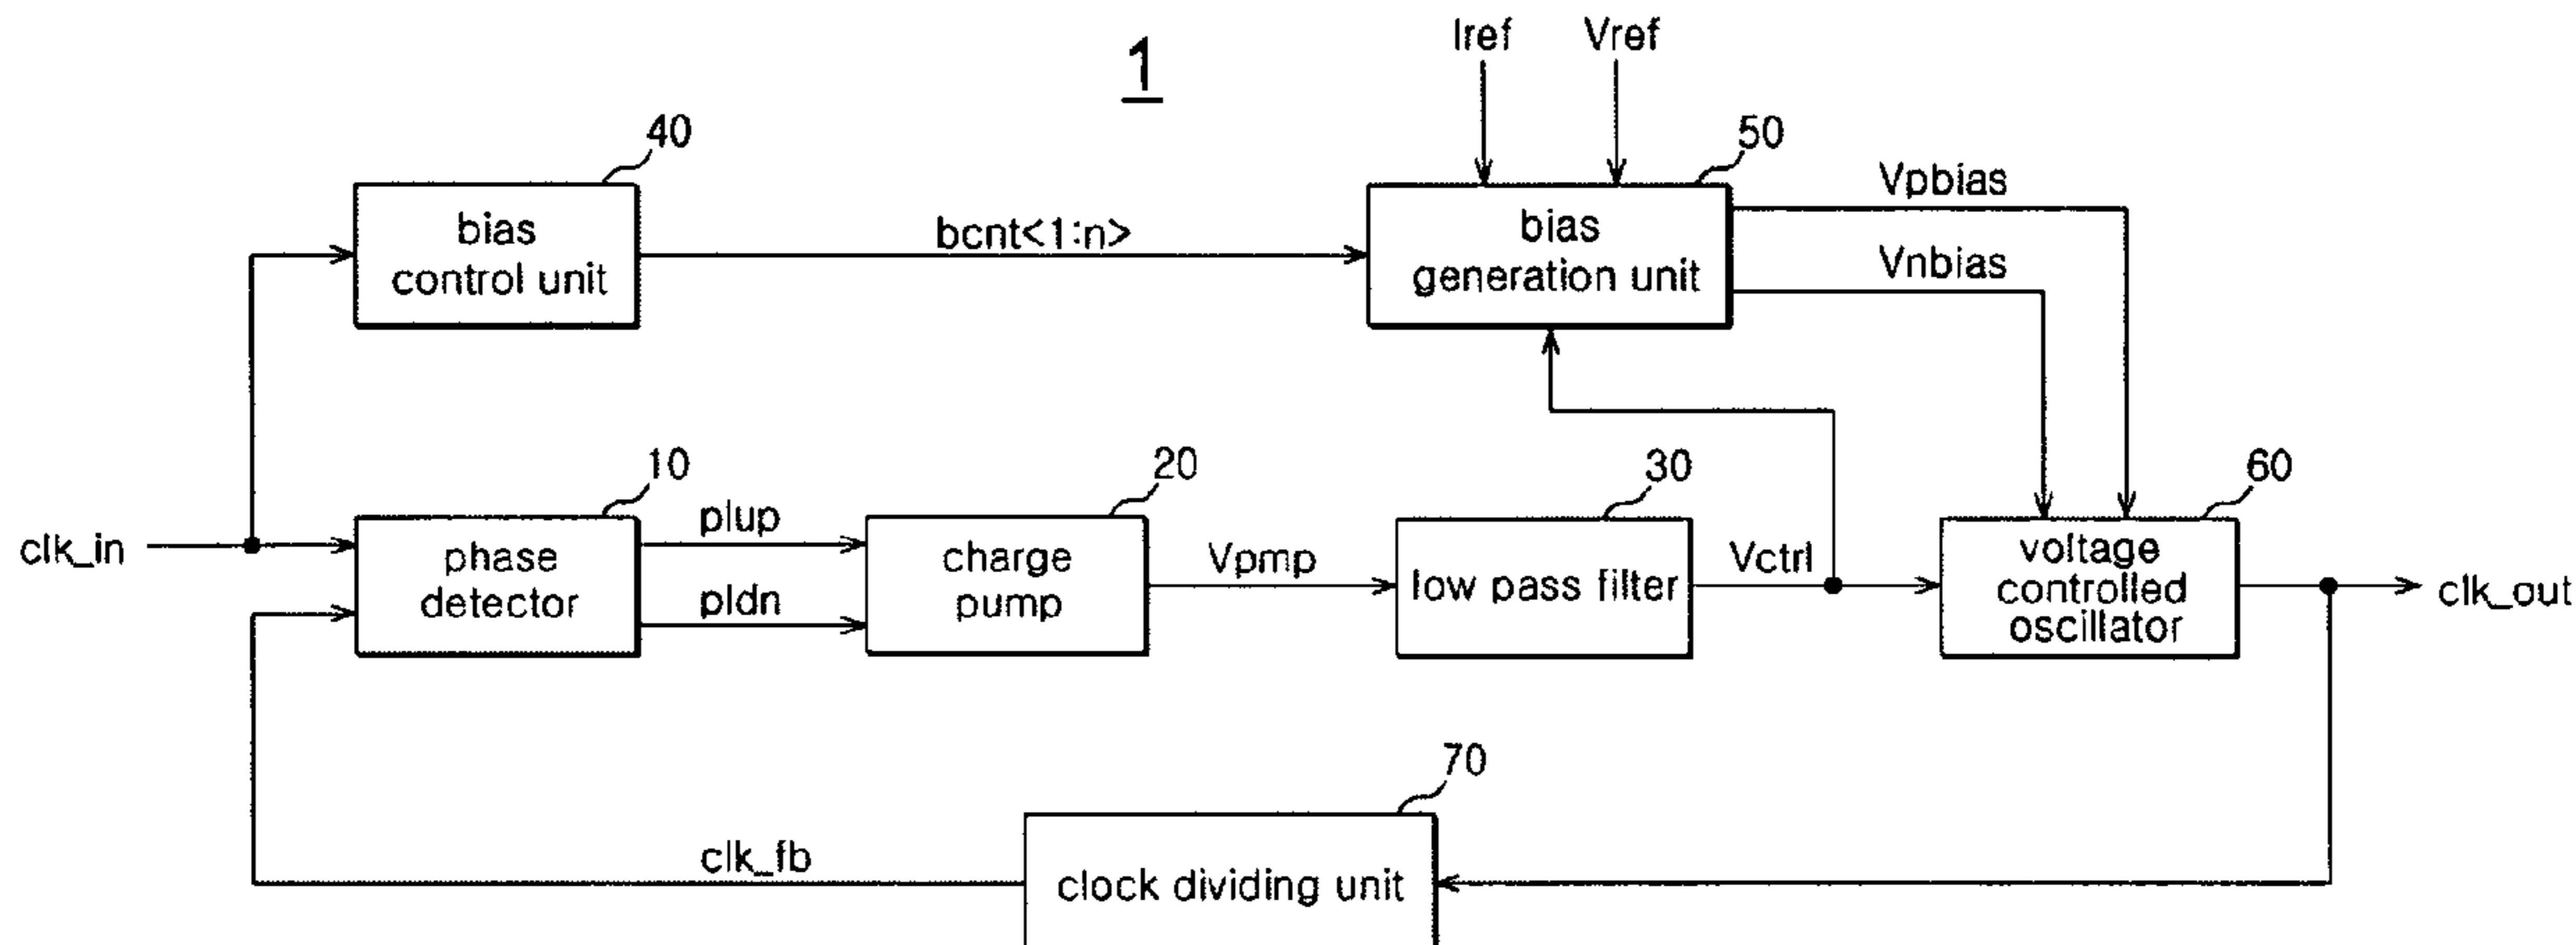 1
Iref
Vref
40
bias
control unit
bcnt<1:n>
50
bias
generation unit
Vpbias
Vnbias
clk_in
10
phase
detector
plup
pldn
20
charge
pump
Vpmp
30
low pass filter
Vctrl
60
voltage
controlled
oscillator
clk_out
70
clock dividing unit
clk_fb